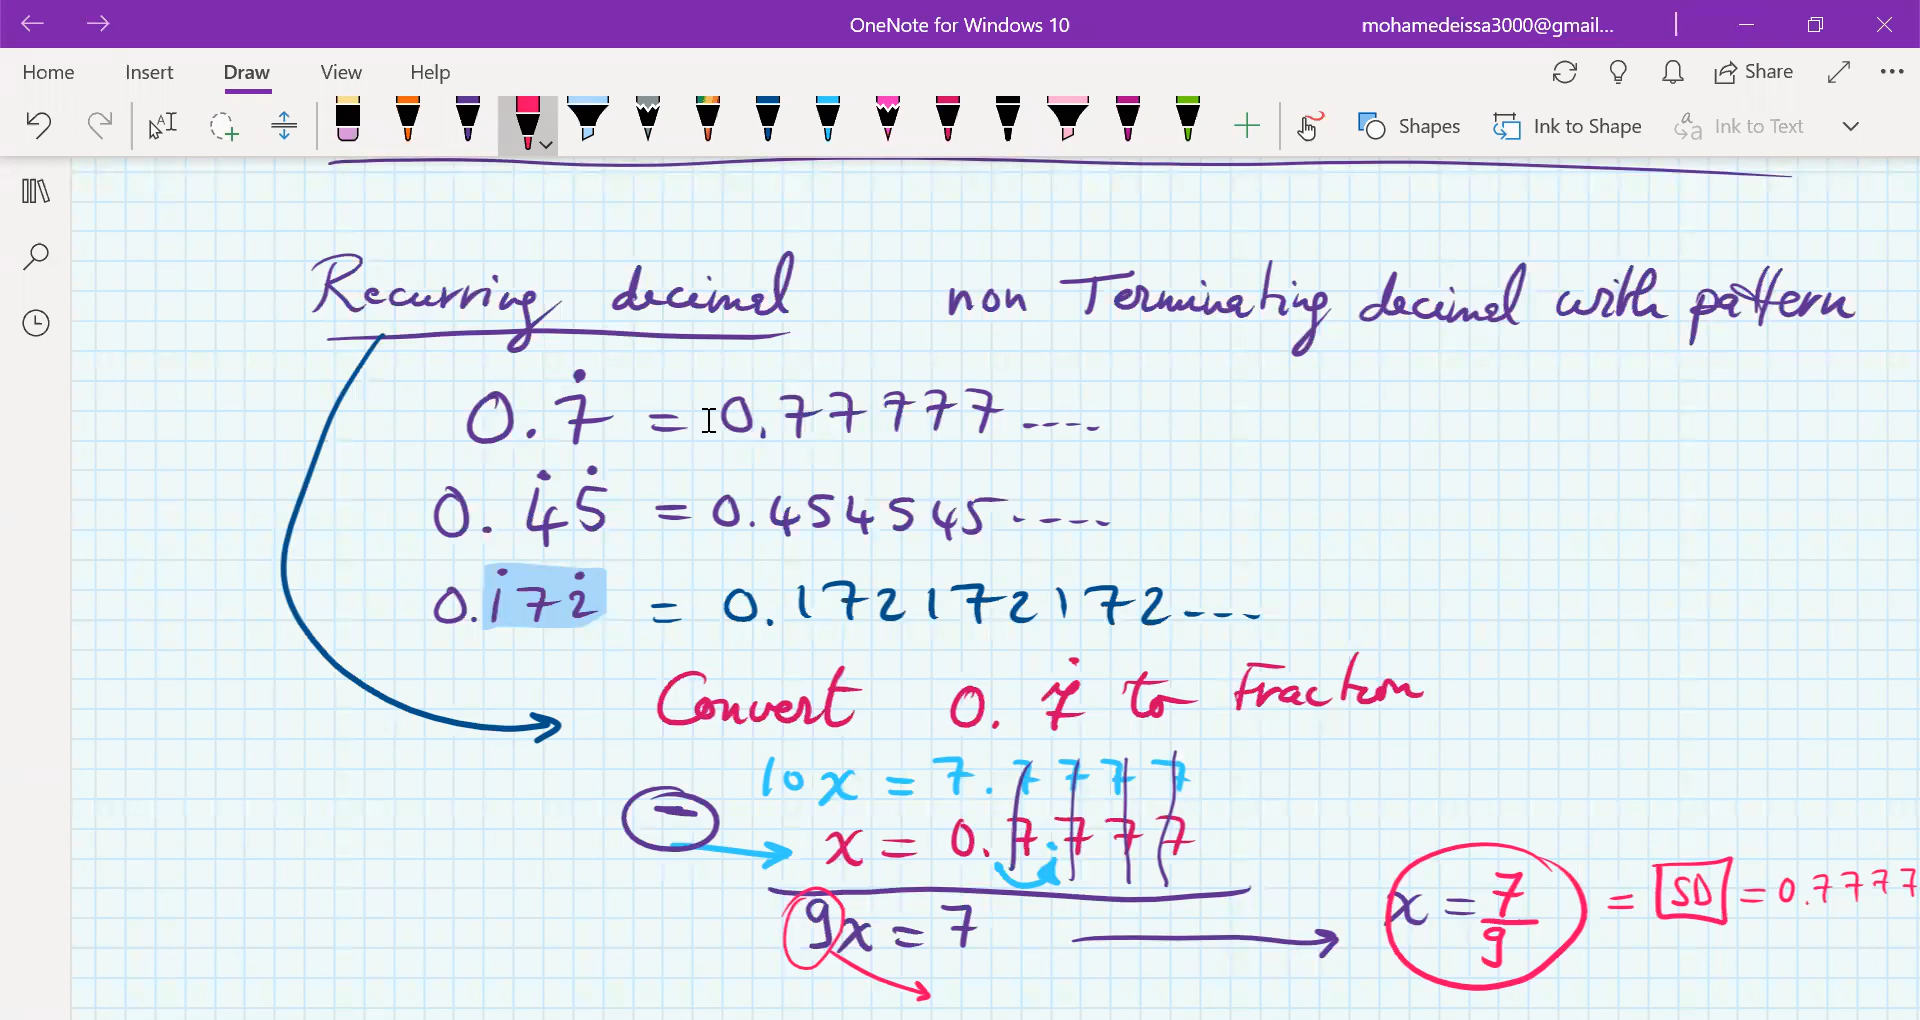 OneNote for Windows 10
mohamedeissa3000@gmail...
Home Insert Draw View Help
Share
Shapes Ink to Shape Ink to Text
Recurring decimal non Terminating decimal with pattern
0.7̇ = 0.77777....
0.4̇5̇ = 0.454545.....
0.1̇72̇ = 0.172172172...
Convert 0.7̇ to Fraction
10x = 7.7777
−
x = 0.7777
9x = 7
x = 7/9 = SD = 0.7777